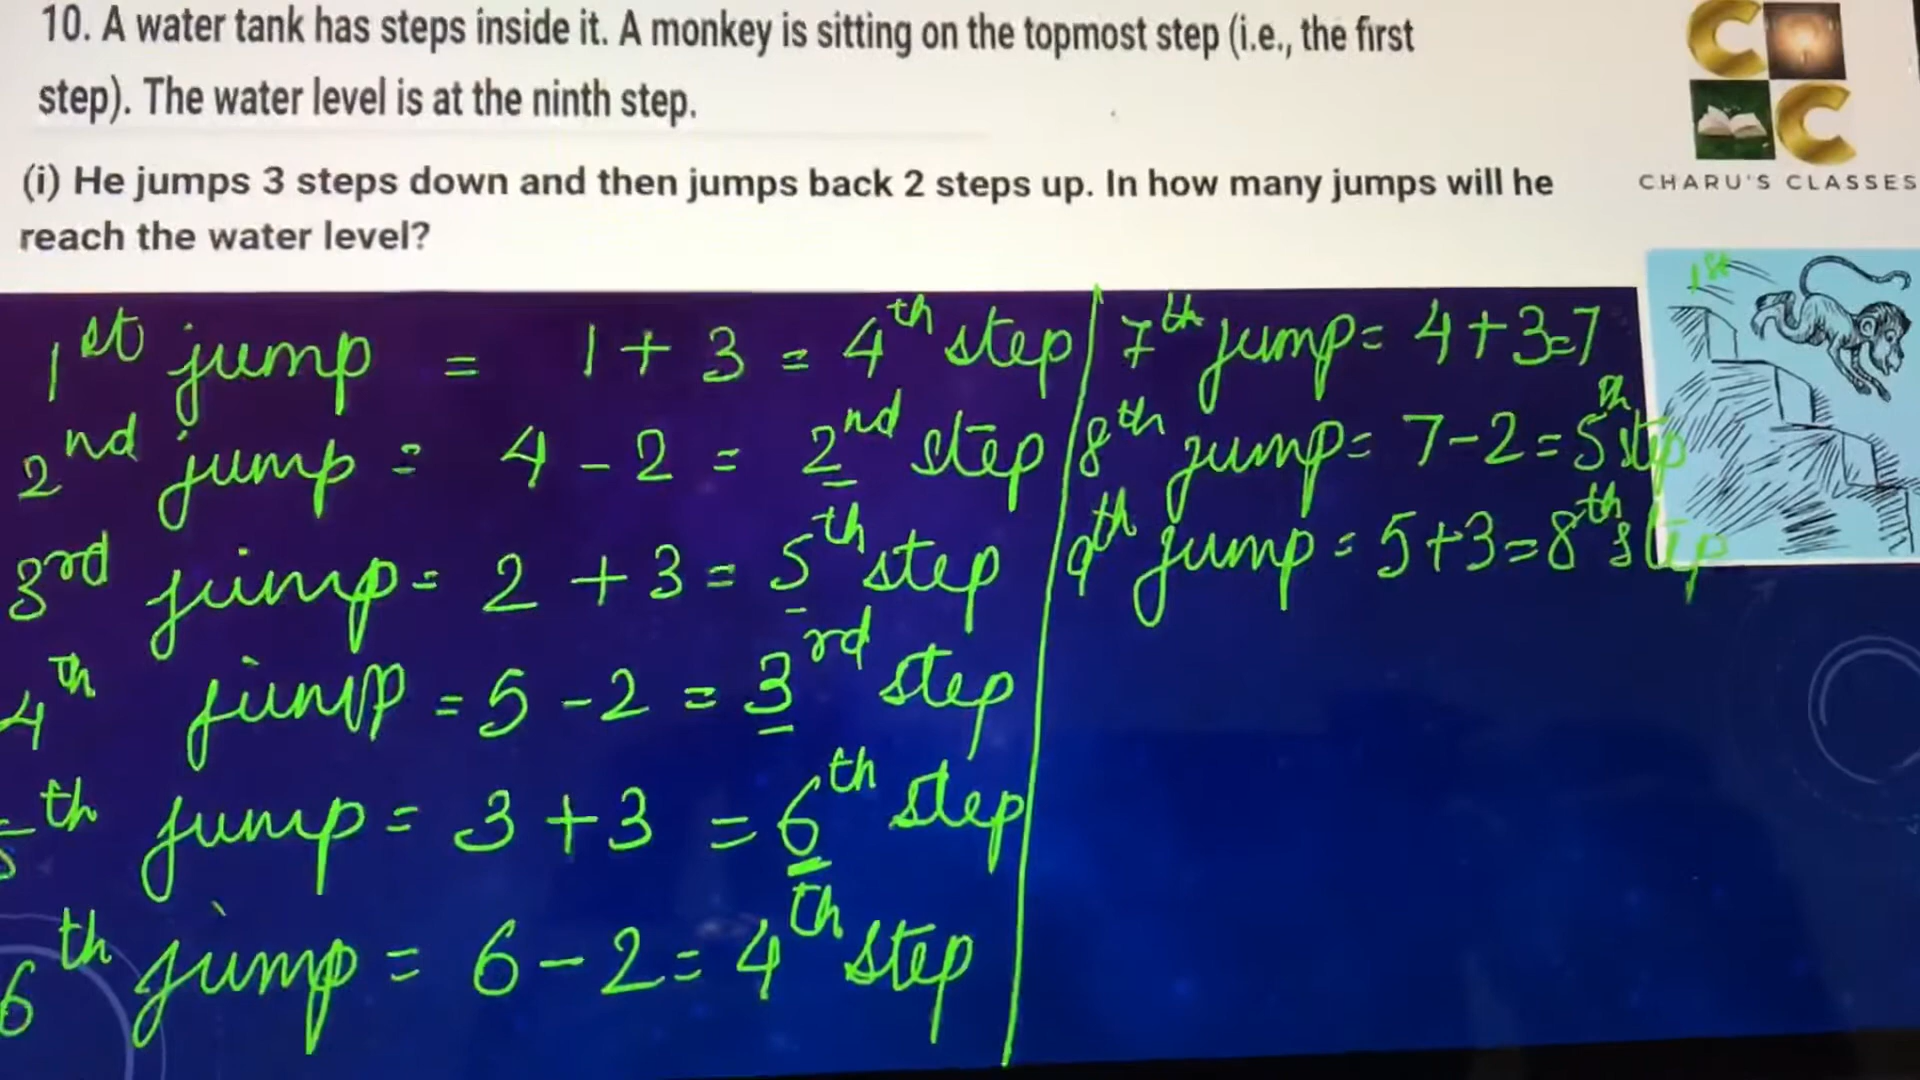 10. A water tank has steps inside it. A monkey is sitting on the topmost step (i.e., the first
step). The water level is at the ninth step.
(i) He jumps 3 steps down and then jumps back 2 steps up. In how many jumps will he
reach the water level?
C C
CHARU'S CLASSES
1st
1st jump = 1 + 3 = 4th step
2nd jump = 4 - 2 = 2nd step
3rd jump = 2 + 3 = 5th step
4th jump = 5 - 2 = 3rd step
5th jump = 3 + 3 = 6th step
6th jump = 6 - 2 = 4th step
7th jump = 4 + 3 = 7
8th jump = 7 - 2 = 5th step
9th jump = 5 + 3 = 8th step